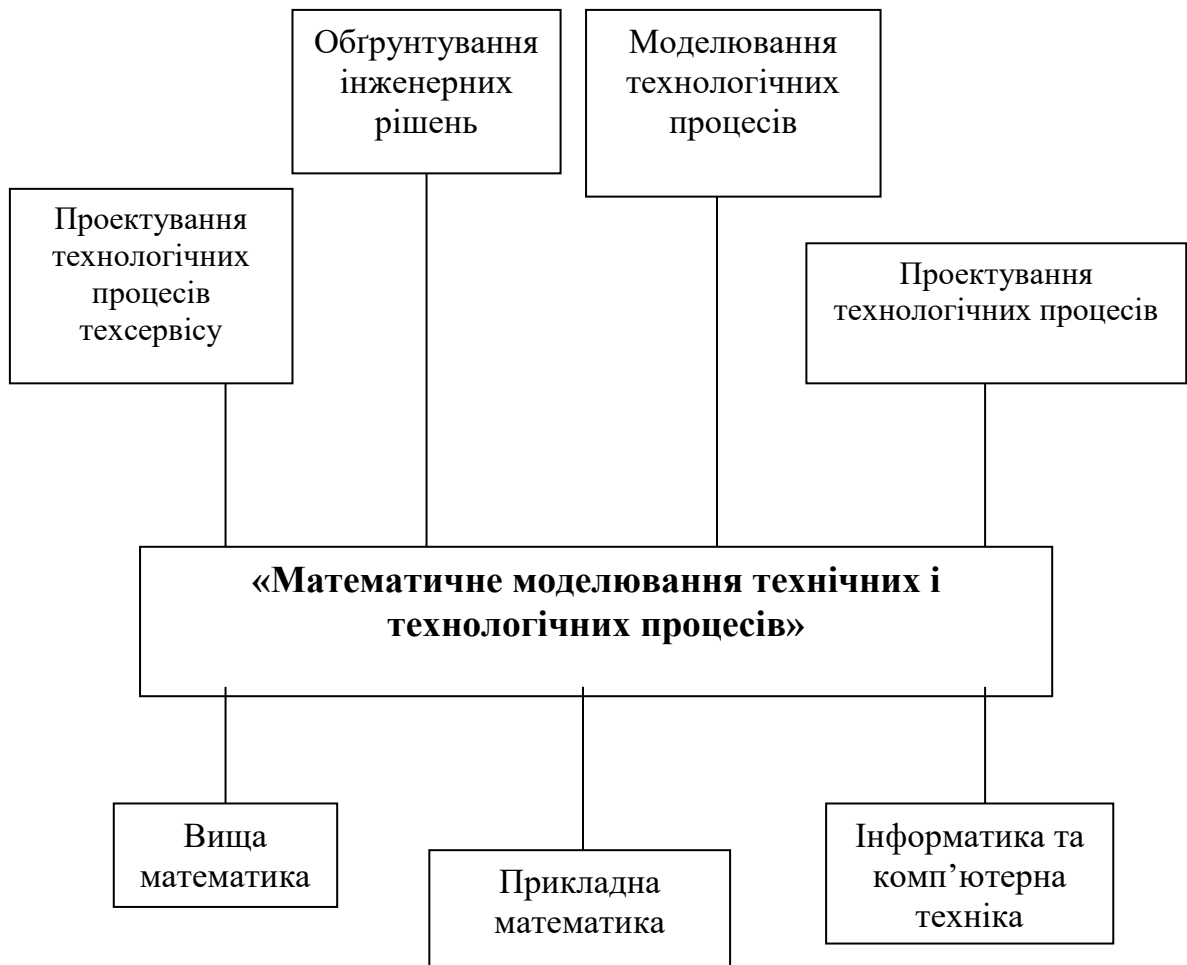 Обґрунтування
інженерних
рішень
Моделювання
технологічних
процесів
Проектування
технологічних
процесів
техсервісу
Проектування
технологічних процесів
«Математичне моделювання технічних і
технологічних процесів»
Вища
математика
Прикладна
математика
Інформатика та
комп’ютерна
техніка